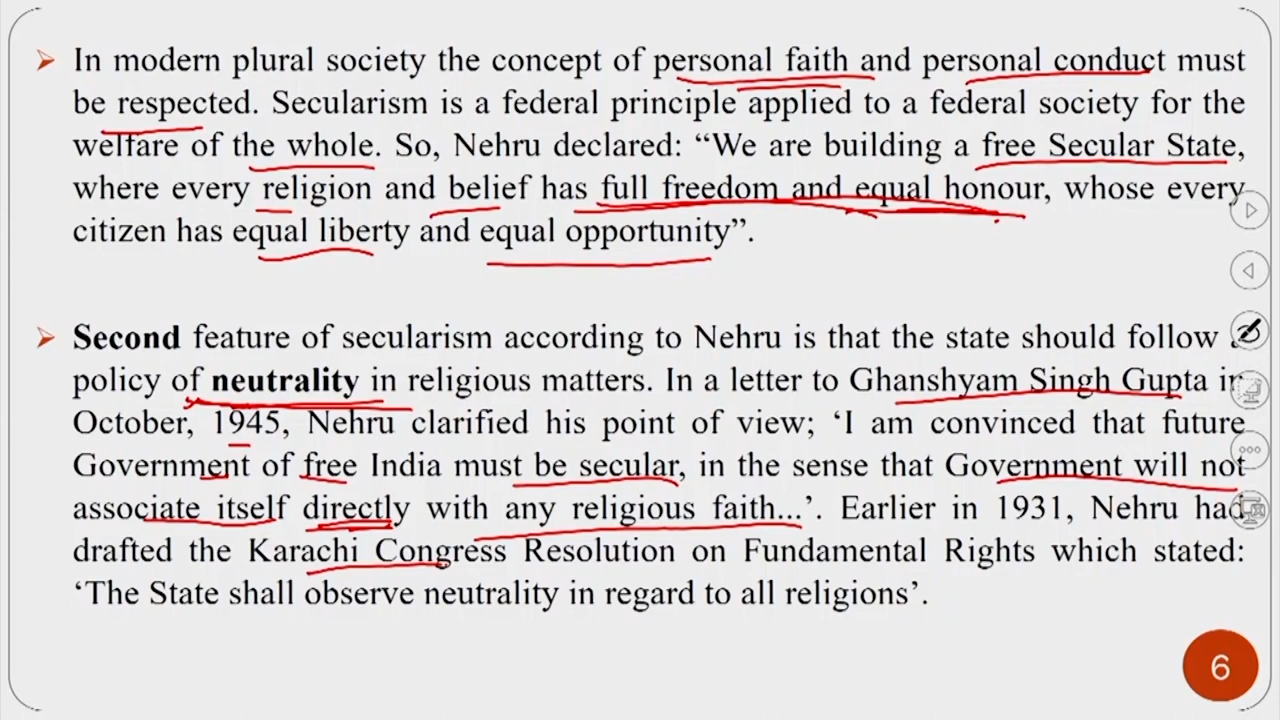 ➢ In modern plural society the concept of personal faith and personal conduct must
be respected. Secularism is a federal principle applied to a federal society for the
welfare of the whole. So, Nehru declared: “We are building a free Secular State,
where every religion and belief has full freedom and equal honour, whose every
citizen has equal liberty and equal opportunity”.
➢ Second feature of secularism according to Nehru is that the state should follow a
policy of neutrality in religious matters. In a letter to Ghanshyam Singh Gupta in
October, 1945, Nehru clarified his point of view; ‘I am convinced that future
Government of free India must be secular, in the sense that Government will not
associate itself directly with any religious faith...’. Earlier in 1931, Nehru had
drafted the Karachi Congress Resolution on Fundamental Rights which stated:
‘The State shall observe neutrality in regard to all religions’.
6